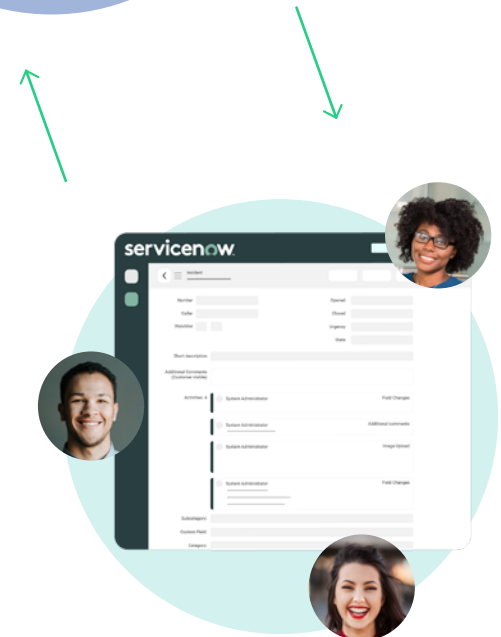 servicenow
Incident
Number
Opened
Caller
Closed
Urgency
State
Short description
Additional Comments
(Customer visible)
Activities: 4
System Administrator
Field Changes
System Administrator
Additional comments
System Administrator
Image Upload
System Administrator
Field Changes
Subcategory
Custom Field
Category